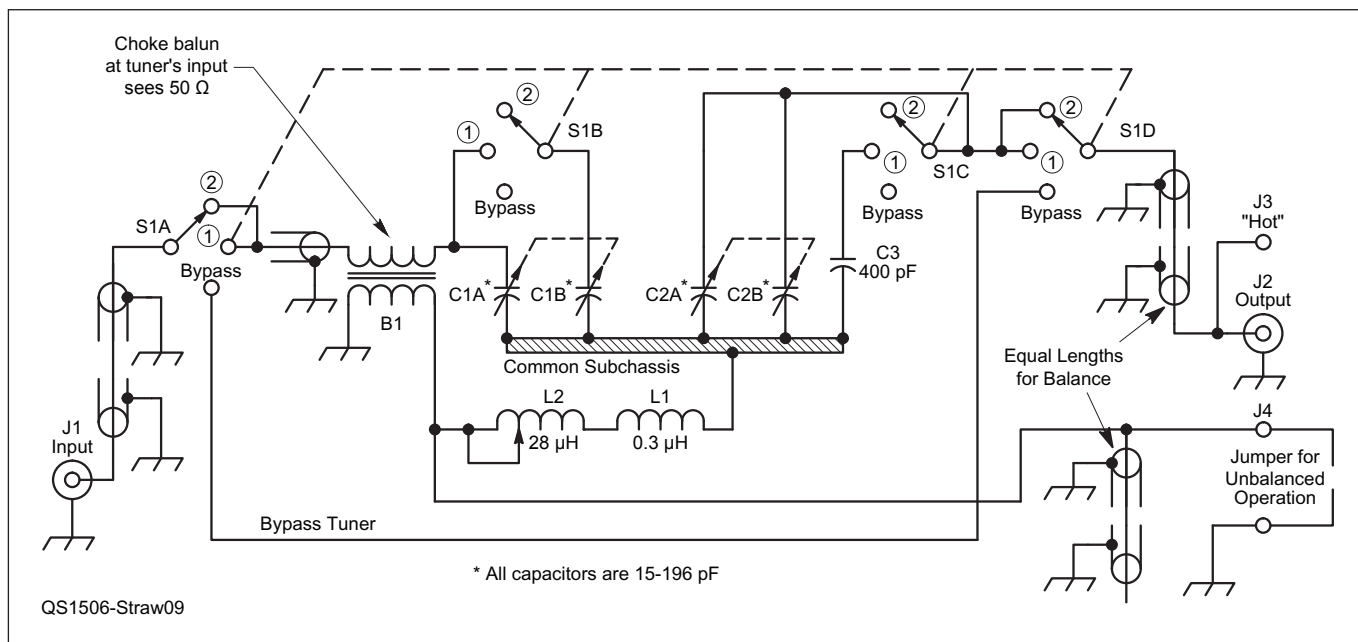 Choke balun
at tuner's input
sees 50 Ω
②
①
S1B
Bypass
②
S1A
①
Bypass
B1
C1A*
C1B*
C2A*
C2B*
C3
400 pF
②
①
S1C
Bypass
②
①
S1D
Bypass
J3
"Hot"
J2
Output
Common Subchassis
Equal Lengths
for Balance
L2
28 µH
L1
0.3 µH
J1
Input
J4
Jumper for
Unbalanced
Operation
Bypass Tuner
* All capacitors are 15-196 pF
QS1506-Straw09